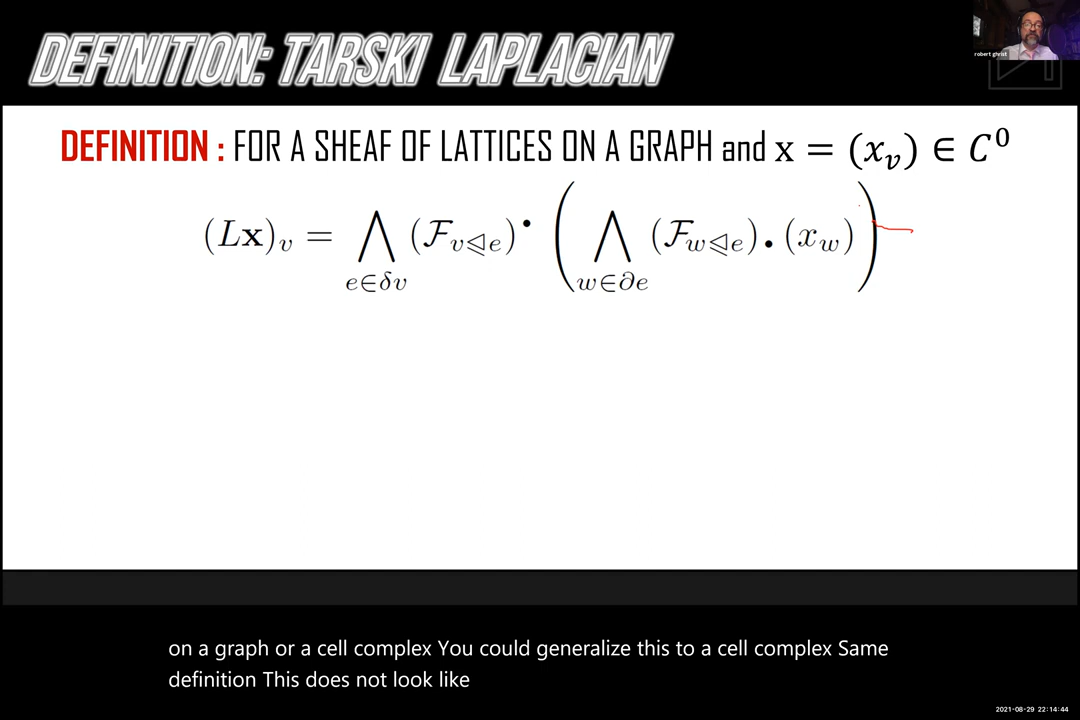 DEFINITION: TARSKI LAPLACIAN
robert ghrist
DEFINITION : FOR A SHEAF OF LATTICES ON A GRAPH and x = (x_v) ∈ C^0
(Lx)_v = ⋀_{e∈δv} (ℱ_{v⊴e})^• ( ⋀_{w∈∂e} (ℱ_{w⊴e})_• (x_w) )
on a graph or a cell complex You could generalize this to a cell complex Same
definition This does not look like
2021-08-29 22:14:44